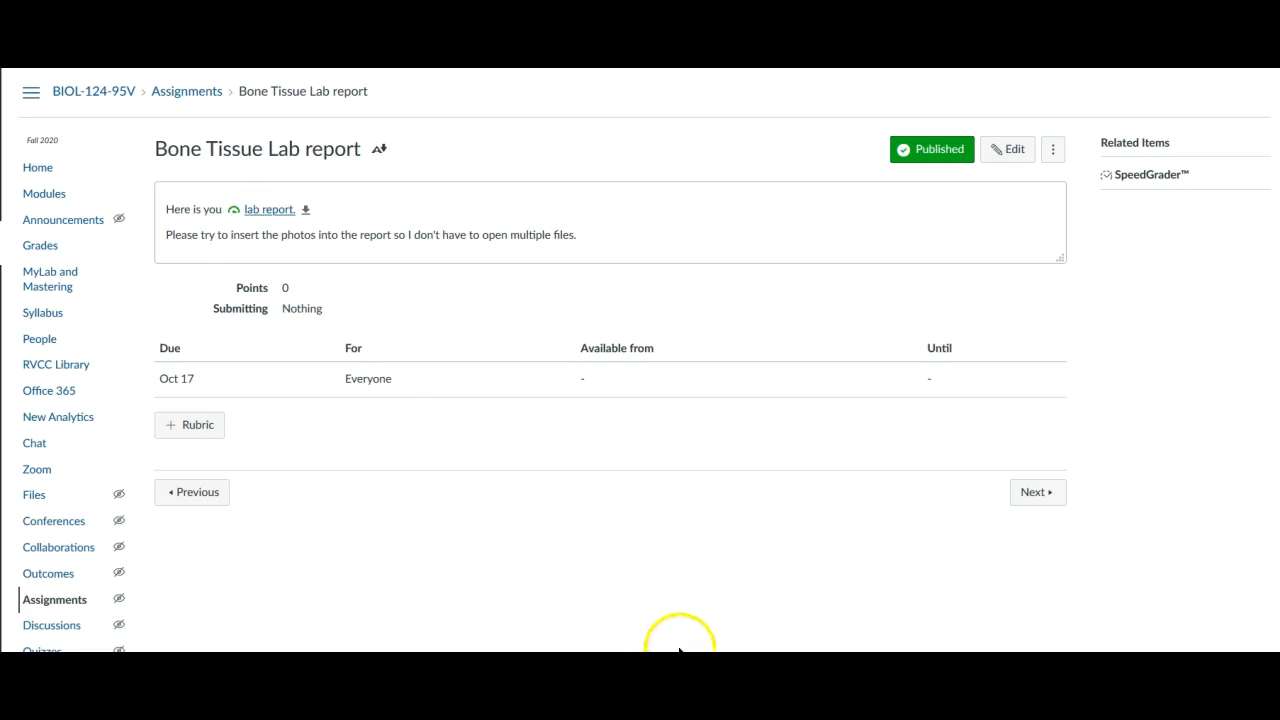 BIOL-124-95V › Assignments › Bone Tissue Lab report
Fall 2020
Home
Modules
Announcements
Grades
MyLab and
Mastering
Syllabus
People
RVCC Library
Office 365
New Analytics
Chat
Zoom
Files
Conferences
Collaborations
Outcomes
Assignments
Discussions
Quizzes
Bone Tissue Lab report
Published
Edit
Here is you lab report.
Please try to insert the photos into the report so I don't have to open multiple files.
Points 0
Submitting Nothing
Due For Available from Until
Oct 17 Everyone - -
+ Rubric
Previous
Next
Related Items
SpeedGrader™